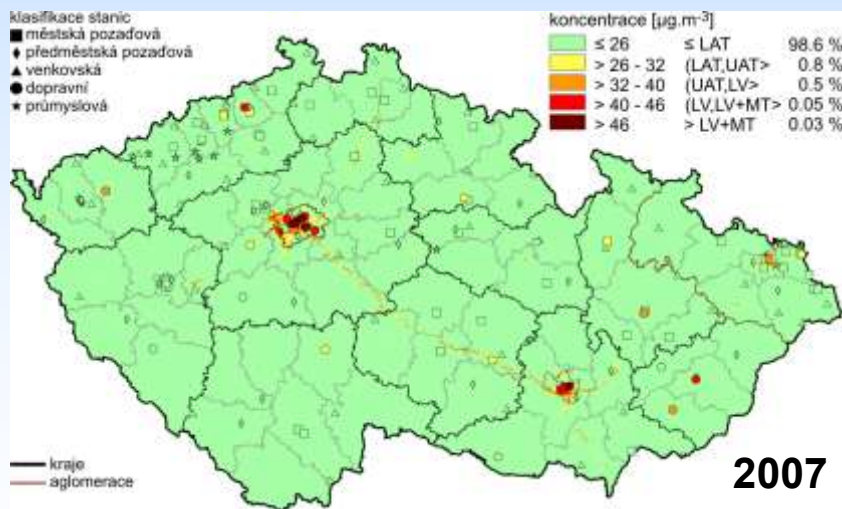 klasifikace stanic
městská pozaďová
předměstská pozaďová
venkovská
dopravní
průmyslová
koncentrace [µg.m⁻³]
≤ 26 ≤ LAT 98.6 %
> 26 - 32 (LAT,UAT> 0.8 %
> 32 - 40 (UAT,LV> 0.5 %
> 40 - 46 (LV,LV+MT> 0.05 %
> 46 > LV+MT 0.03 %
kraje
aglomerace
2007